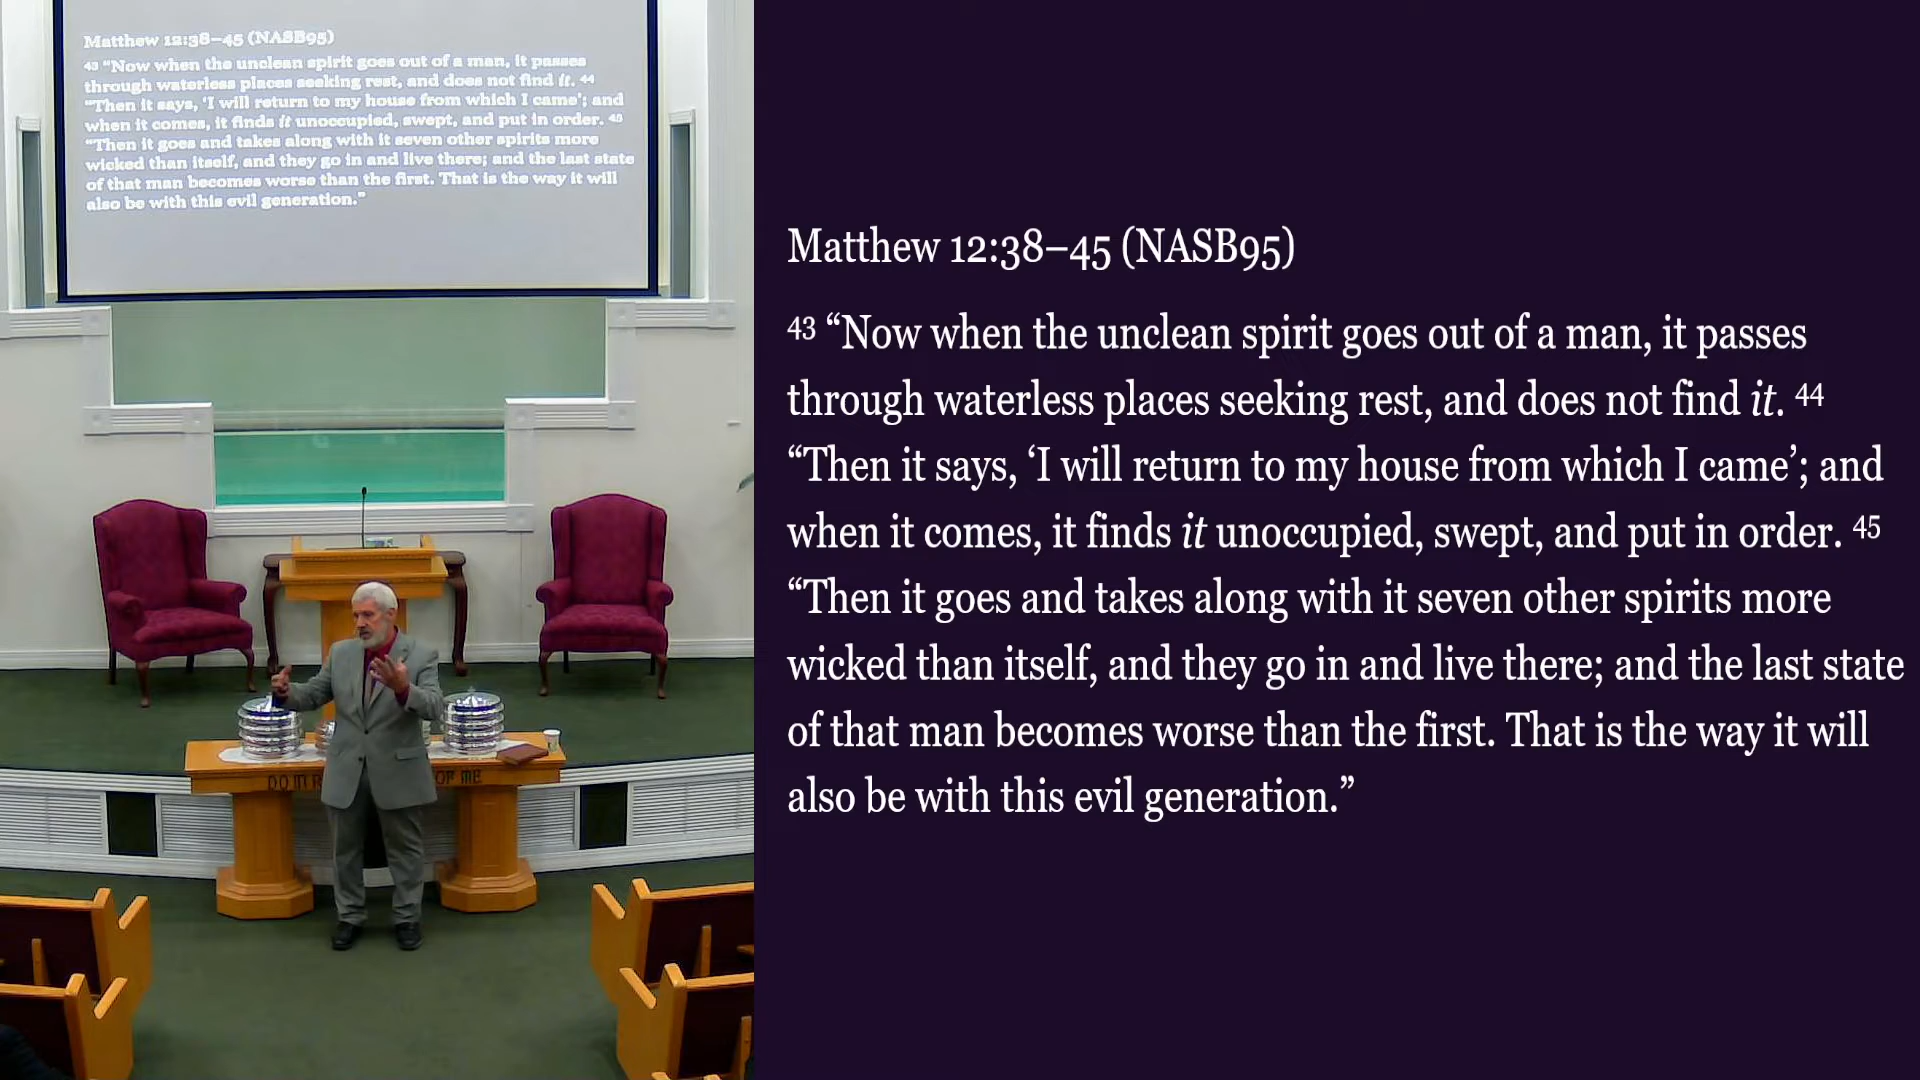 Matthew 12:38–45 (NASB95)
43 “Now when the unclean spirit goes out of a man, it passes
through waterless places seeking rest, and does not find it. 44
“Then it says, ‘I will return to my house from which I came’; and
when it comes, it finds it unoccupied, swept, and put in order. 45
“Then it goes and takes along with it seven other spirits more
wicked than itself, and they go in and live there; and the last state
of that man becomes worse than the first. That is the way it will
also be with this evil generation.”
DO IN
OF ME
Matthew 12:38–45 (NASB95)
43 “Now when the unclean spirit goes out of a man, it passes
through waterless places seeking rest, and does not find it. 44
“Then it says, ‘I will return to my house from which I came’; and
when it comes, it finds it unoccupied, swept, and put in order. 45
“Then it goes and takes along with it seven other spirits more
wicked than itself, and they go in and live there; and the last state
of that man becomes worse than the first. That is the way it will
also be with this evil generation.”